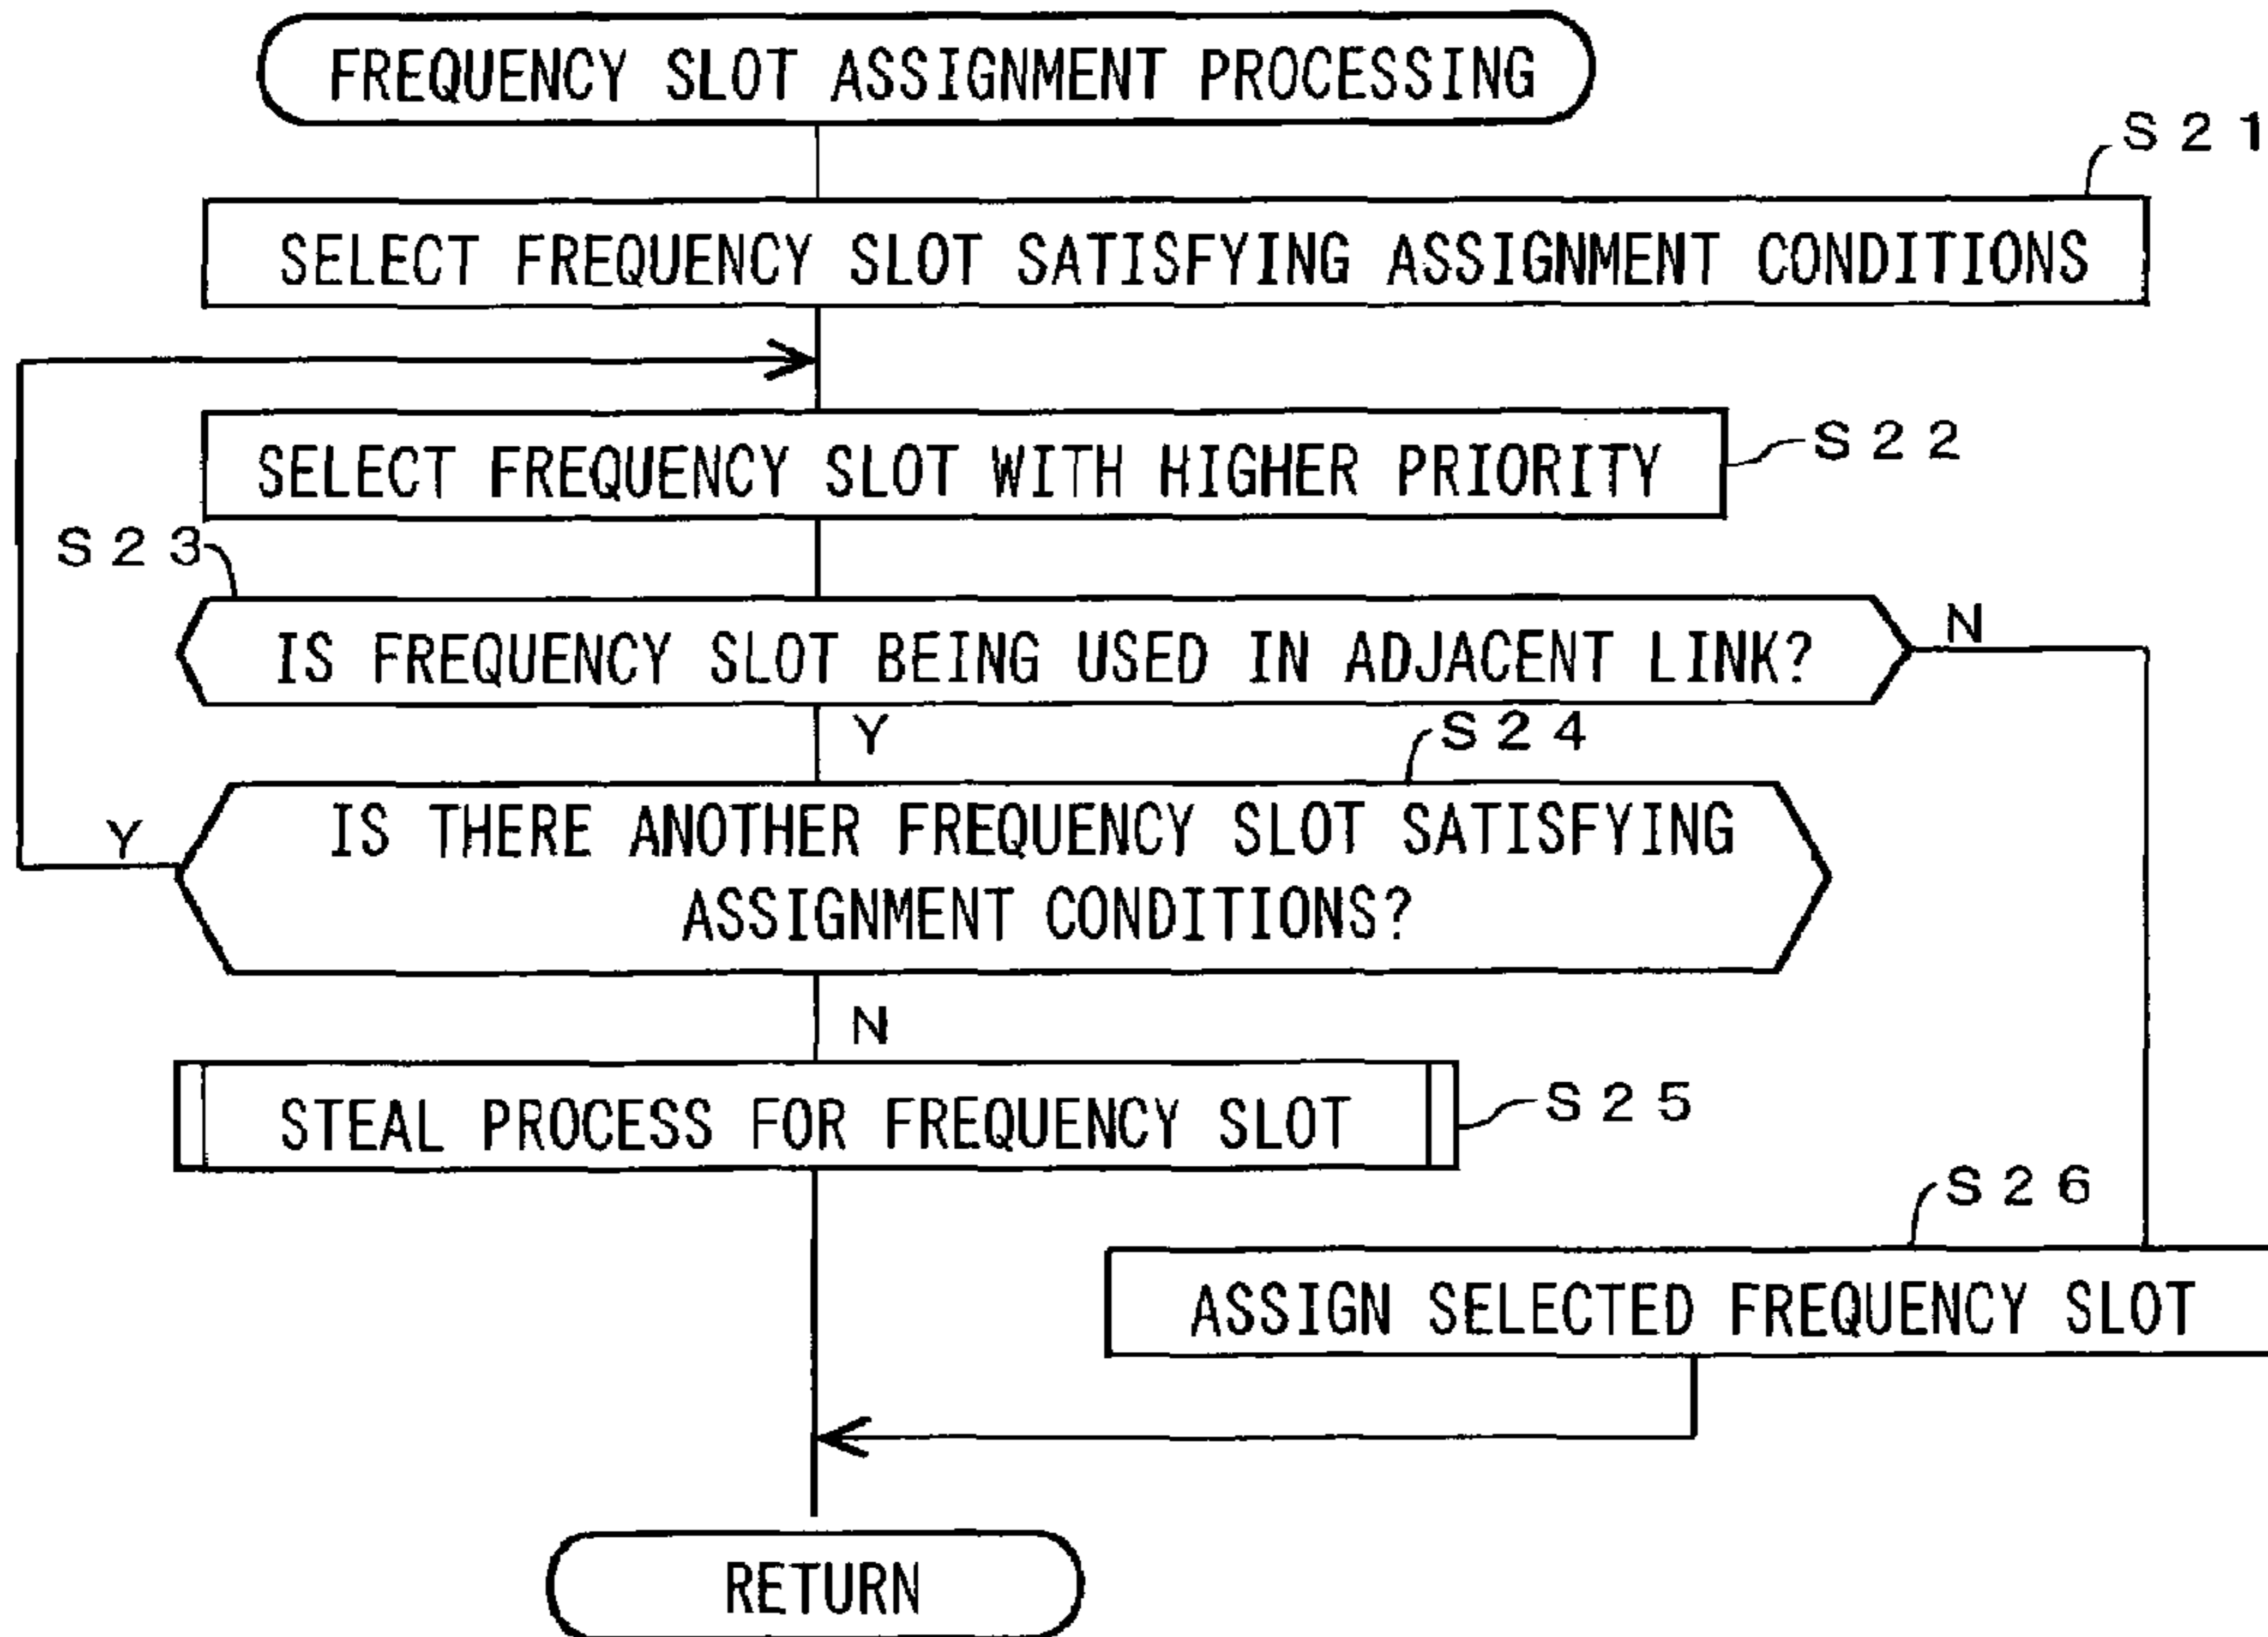 FREQUENCY SLOT ASSIGNMENT PROCESSING
S21
SELECT FREQUENCY SLOT SATISFYING ASSIGNMENT CONDITIONS
SELECT FREQUENCY SLOT WITH HIGHER PRIORITY
S22
S23
IS FREQUENCY SLOT BEING USED IN ADJACENT LINK?
N
Y
S24
IS THERE ANOTHER FREQUENCY SLOT SATISFYING
ASSIGNMENT CONDITIONS?
Y
N
STEAL PROCESS FOR FREQUENCY SLOT
S25
S26
ASSIGN SELECTED FREQUENCY SLOT
RETURN